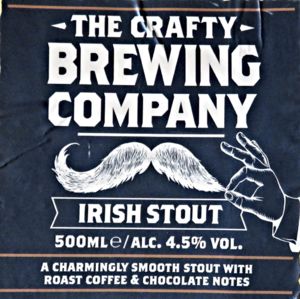 THE CRAFTY
BREWING
COMPANY
IRISH STOUT
500ML ℮/ALC. 4.5% VOL.
A CHARMINGLY SMOOTH STOUT WITH
ROAST COFFEE & CHOCOLATE NOTES